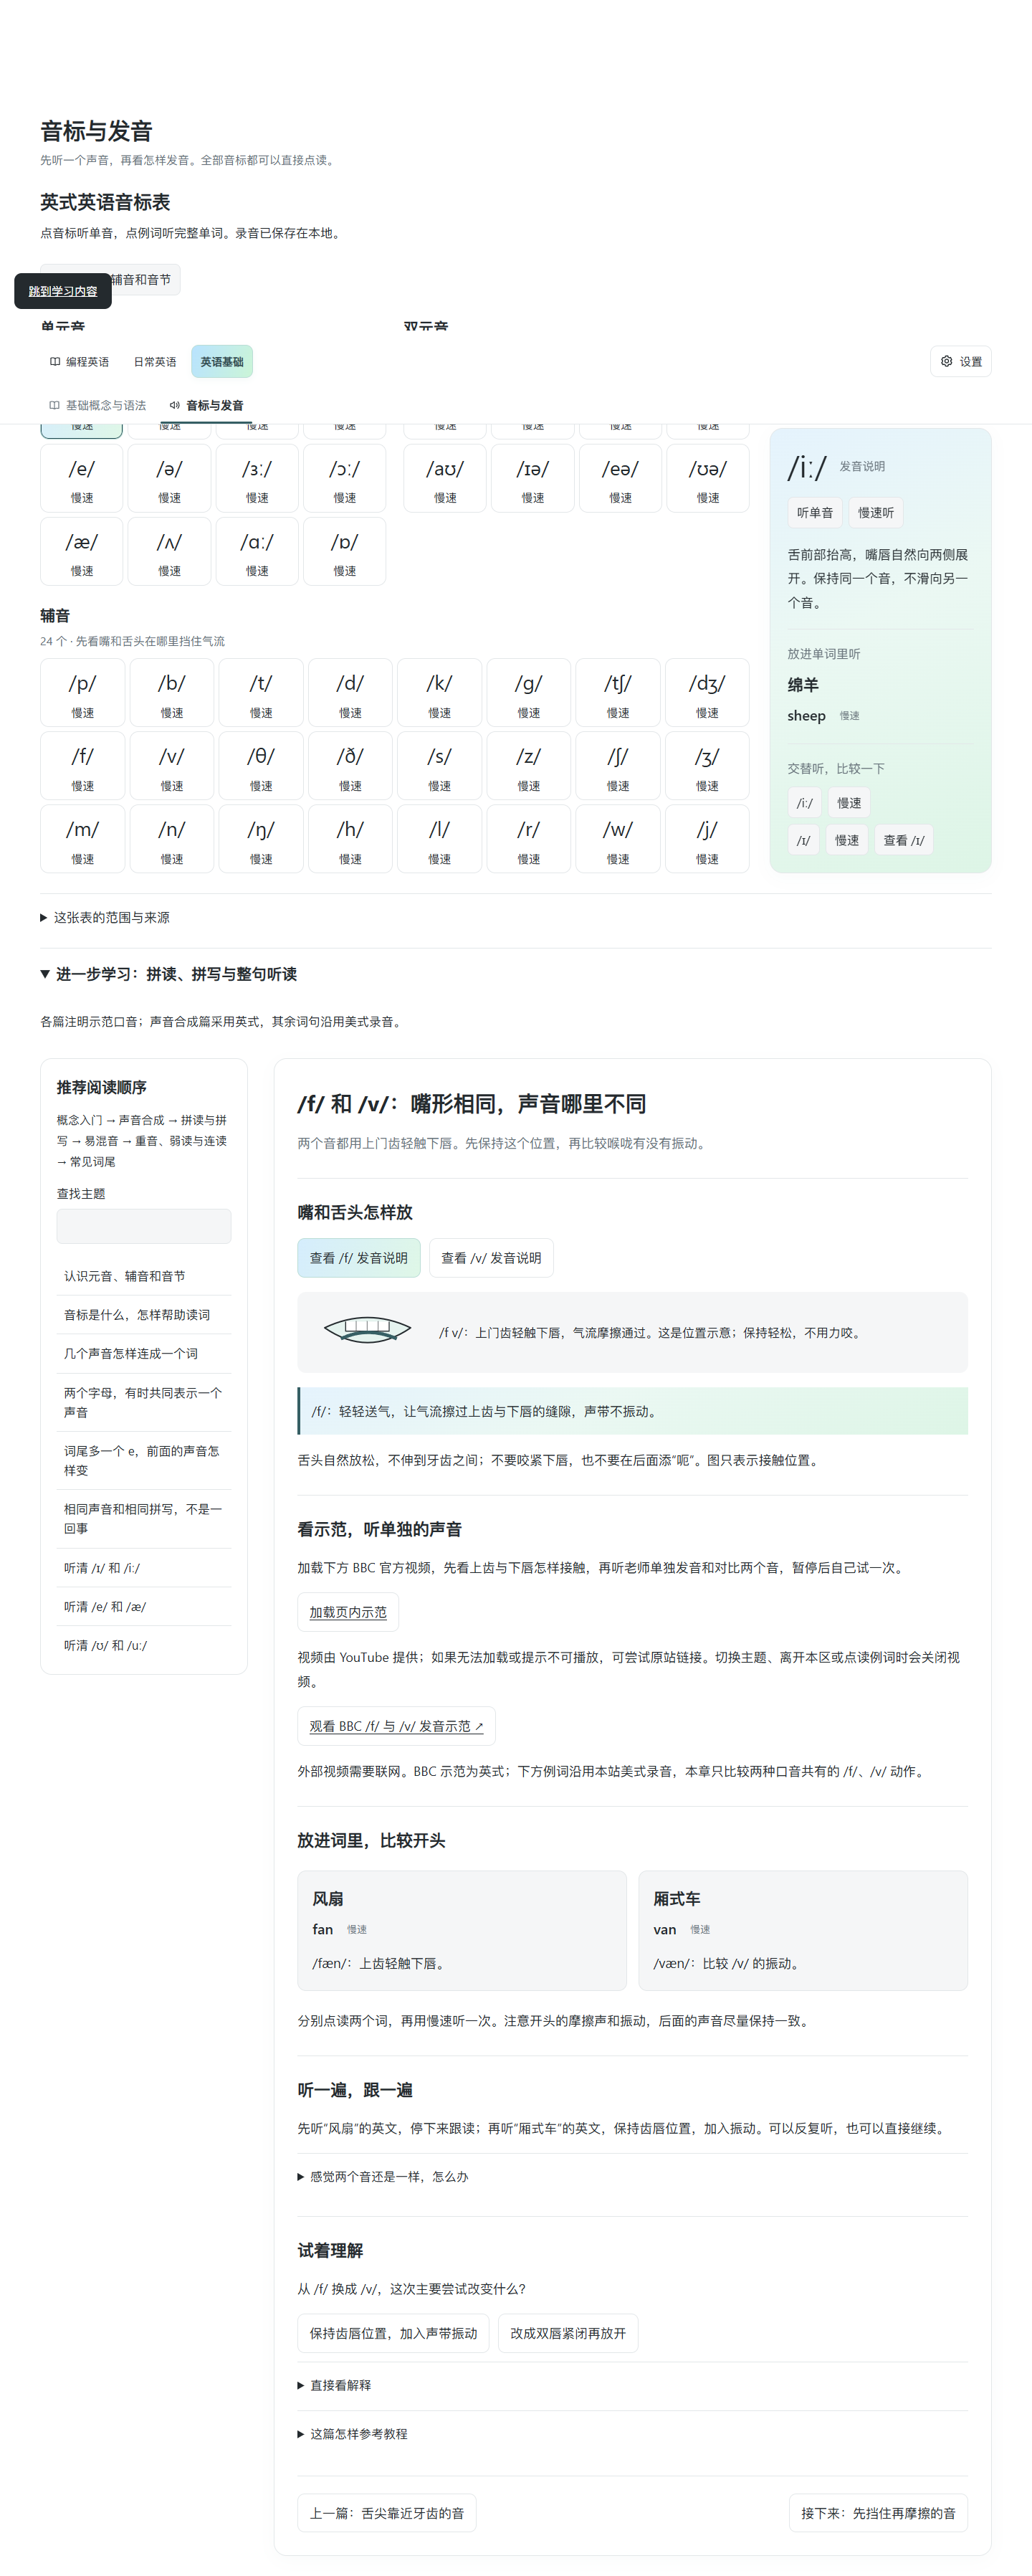 音标与发音
先听一个声音，再看怎样发音。全部音标都可以直接点读。
英式英语音标表
点音标听单音，点例词听完整单词。录音已保存在本地。
辅音和音节
跳到学习内容
单元音
双元音
编程英语
日常英语
英语基础
设置
基础概念与语法
音标与发音
慢速
慢速
慢速
慢速
慢速
慢速
慢速
慢速
/e/
/ə/
/ɜː/
/ɔː/
/aʊ/
/ɪə/
/eə/
/ʊə/
慢速
慢速
慢速
慢速
慢速
慢速
慢速
慢速
/æ/
/ʌ/
/ɑː/
/ɒ/
慢速
慢速
慢速
慢速
辅音
24 个 · 先看嘴和舌头在哪里挡住气流
/p/
/b/
/t/
/d/
/k/
/g/
/tʃ/
/dʒ/
慢速
慢速
慢速
慢速
慢速
慢速
慢速
慢速
/f/
/v/
/θ/
/ð/
/s/
/z/
/ʃ/
/ʒ/
慢速
慢速
慢速
慢速
慢速
慢速
慢速
慢速
/m/
/n/
/ŋ/
/h/
/l/
/r/
/w/
/j/
慢速
慢速
慢速
慢速
慢速
慢速
慢速
慢速
/iː/
发音说明
听单音
慢速听
舌前部抬高，嘴唇自然向两侧展
开。保持同一个音，不滑向另一
个音。
放进单词里听
绵羊
sheep
慢速
交替听，比较一下
/iː/
慢速
/ɪ/
慢速
查看 /ɪ/
这张表的范围与来源
进一步学习：拼读、拼写与整句听读
各篇注明示范口音；声音合成篇采用英式，其余词句沿用美式录音。
推荐阅读顺序
概念入门 → 声音合成 → 拼读与拼
写 → 易混音 → 重音、弱读与连读
→ 常见词尾
查找主题
认识元音、辅音和音节
音标是什么，怎样帮助读词
几个声音怎样连成一个词
两个字母，有时共同表示一个
声音
词尾多一个 e，前面的声音怎
样变
相同声音和相同拼写，不是一
回事
听清 /ɪ/ 和 /iː/
听清 /e/ 和 /æ/
听清 /ʊ/ 和 /uː/
/f/ 和 /v/：嘴形相同，声音哪里不同
两个音都用上门齿轻触下唇。先保持这个位置，再比较喉咙有没有振动。
嘴和舌头怎样放
查看 /f/ 发音说明
查看 /v/ 发音说明
/f v/：上门齿轻触下唇，气流摩擦通过。这是位置示意；保持轻松，不用力咬。
/f/：轻轻送气，让气流擦过上齿与下唇的缝隙，声带不振动。
舌头自然放松，不伸到牙齿之间；不要咬紧下唇，也不要在后面添“呃”。图只表示接触位置。
看示范，听单独的声音
加载下方 BBC 官方视频，先看上齿与下唇怎样接触，再听老师单独发音和对比两个音，暂停后自己试一次。
加载页内示范
视频由 YouTube 提供；如果无法加载或提示不可播放，可尝试原站链接。切换主题、离开本区或点读例词时会关闭视
频。
观看 BBC /f/ 与 /v/ 发音示范 ↗
外部视频需要联网。BBC 示范为英式；下方例词沿用本站美式录音，本章只比较两种口音共有的 /f/、/v/ 动作。
放进词里，比较开头
风扇
fan
慢速
/fæn/：上齿轻触下唇。
厢式车
van
慢速
/væn/：比较 /v/ 的振动。
分别点读两个词，再用慢速听一次。注意开头的摩擦声和振动，后面的声音尽量保持一致。
听一遍，跟一遍
先听“风扇”的英文，停下来跟读；再听“厢式车”的英文，保持齿唇位置，加入振动。可以反复听，也可以直接继续。
感觉两个音还是一样，怎么办
试着理解
从 /f/ 换成 /v/，这次主要尝试改变什么？
保持齿唇位置，加入声带振动
改成双唇紧闭再放开
直接看解释
这篇怎样参考教程
上一篇：舌尖靠近牙齿的音
接下来：先挡住再摩擦的音